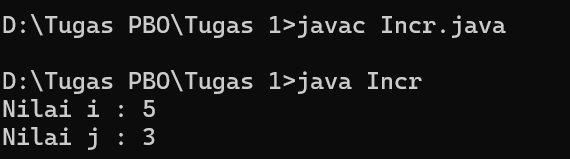 D:\Tugas PBO\Tugas 1>javac Incr.java
D:\Tugas PBO\Tugas 1>java Incr
Nilai i : 5
Nilai j : 3